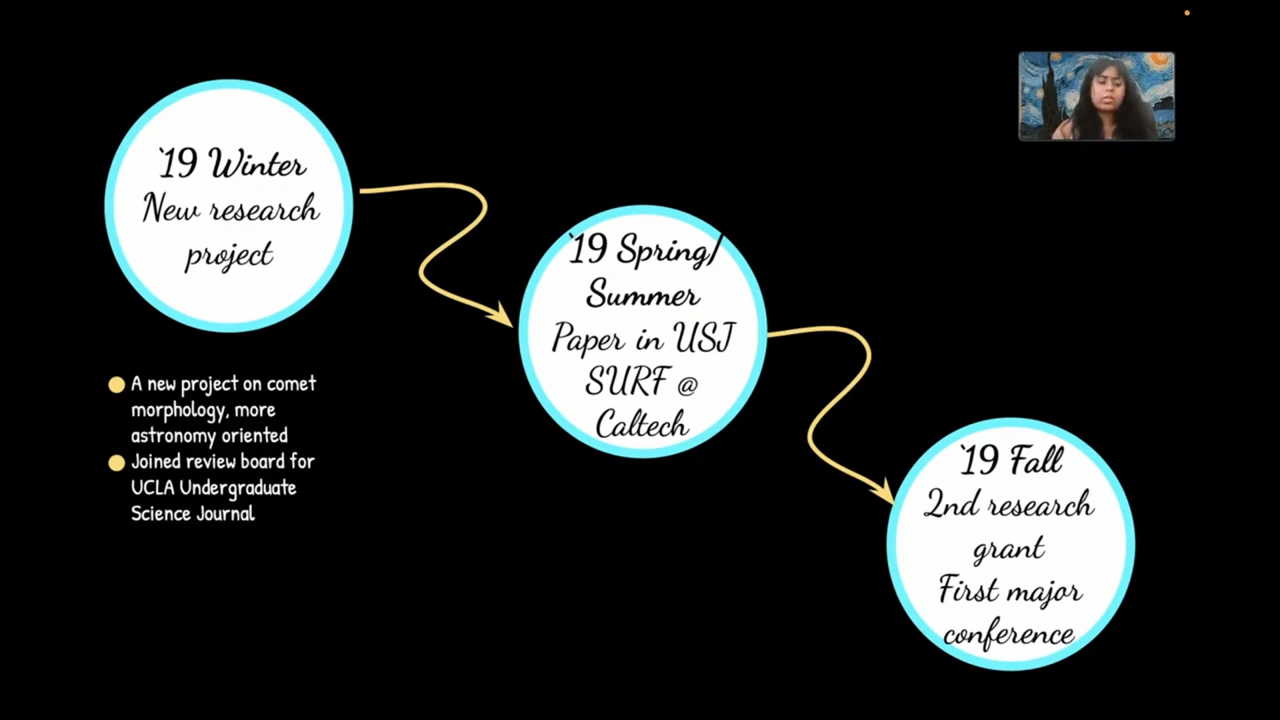 `19 Winter
New research
project
A new project on comet
morphology, more
astronomy oriented
Joined review board for
UCLA Undergraduate
Science Journal
`19 Spring/
Summer
Paper in USJ
SURF @
Caltech
`19 Fall
2nd research
grant
First major
conference